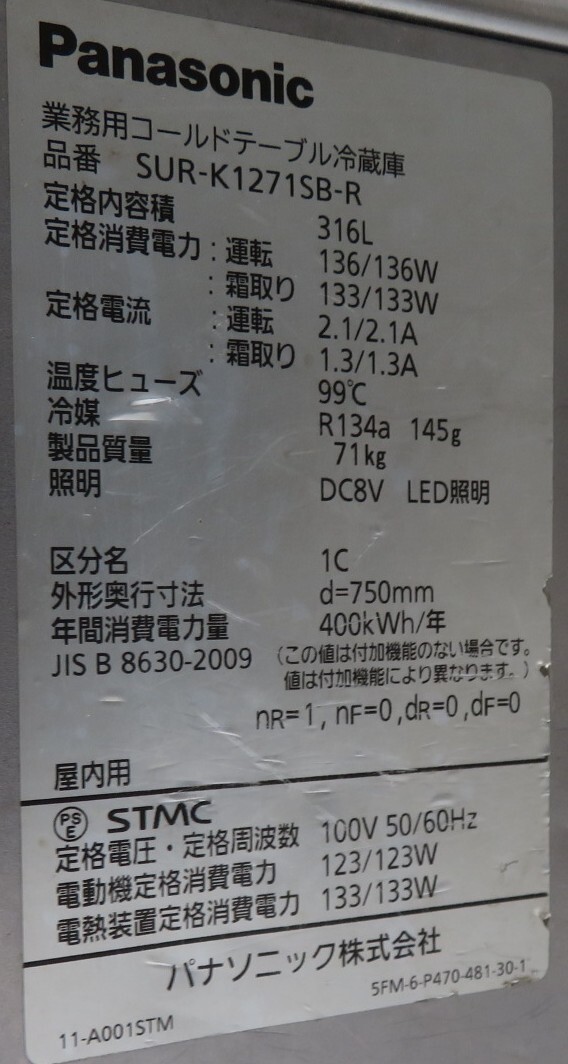 Panasonic
業務用コールドテーブル冷蔵庫
品番 SUR-K1271SB-R
定格内容積 316L
定格消費電力:運転 136/136W
:霜取り 133/133W
定格電流 :運転 2.1/2.1A
:霜取り 1.3/1.3A
温度ヒューズ 99℃
冷媒 R134a 145g
製品質量 71kg
照明 DC8V LED照明
区分名 1C
外形奥行寸法 d=750mm
年間消費電力量 400kWh/年
JIS B 8630-2009 (この値は付加機能のない場合です。
値は付加機能により異なります。)
nR=1, nF=0,dR=0,dF=0
屋内用
PSE STMC
定格電圧・定格周波数 100V 50/60Hz
電動機定格消費電力 123/123W
電熱装置定格消費電力 133/133W
パナソニック株式会社
11-A001STM 5FM-6-P470-481-30-1